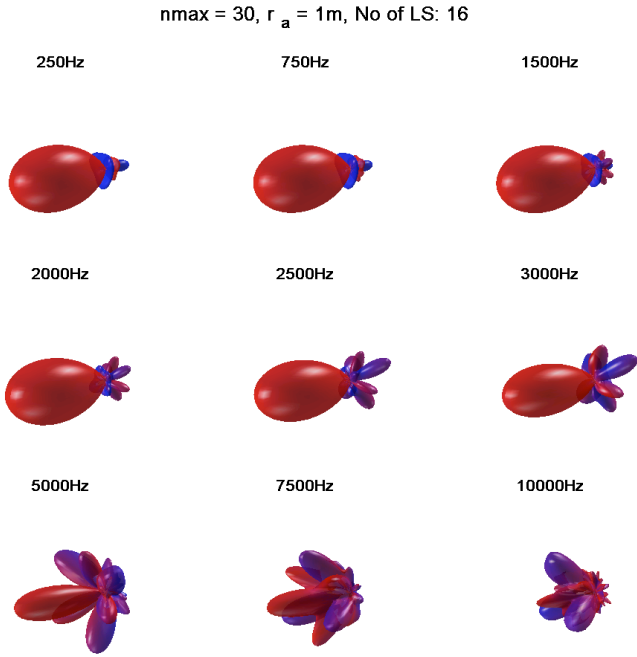 nmax = 30, r a = 1m, No of LS: 16
250Hz 750Hz 1500Hz
2000Hz 2500Hz 3000Hz
5000Hz 7500Hz 10000Hz